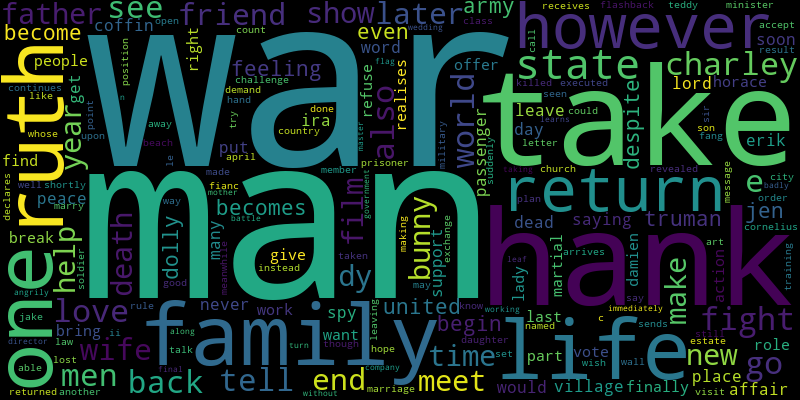 father see friend show later army however
receives flashback teddy minister
become coffin open count even word class call accept
people right feeling position challenge War state soon result
ruth like continues whose year get upon point
demand hand refuse realises offer world charley
killed executed seen could lord horace
ira done country also passenger suddenly leave day letter despite take
sir son fang erik
find away beach try put april military learns
declares well shortly peace marry
le made prisoner member church revealed
taking return message e city badly
fianc mother becomes battle man film government master
plan order cornelius
one help break soldier death way dolly many
give instead taken dy bunny making support exchange
saying truman jen dead
lady martial damien hank art action training
angrily good meanwhile may arrives say make
love jake rule never work spy united know leaf immediately
director bring ii family begin last named c sends still fight
able law wife along talk want though leaving hope time daughter working set part life vote wish wall estate new role
lost men final back tell turn end company meet would village finally place go
returned another without marriage wedding flag visit affair